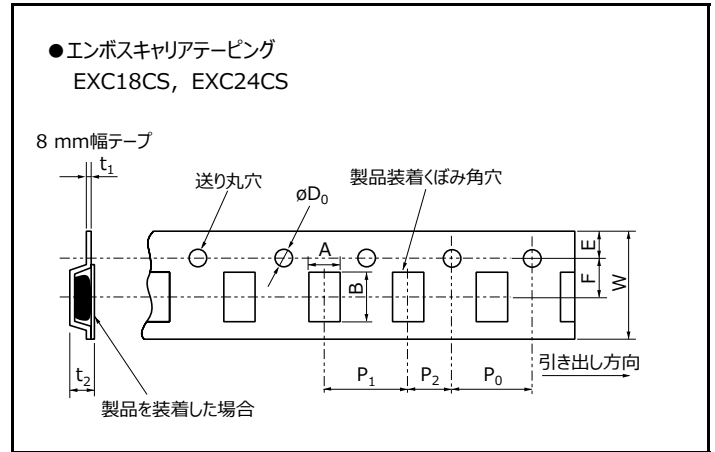 ●エンボスキャリアテーピング
EXC18CS, EXC24CS
8 mm幅テープ
t₁
送り丸穴
øD₀
製品装着くぼみ角穴
A
B
E
F
W
t₂
P₁
P₂
P₀
引き出し方向
製品を装着した場合